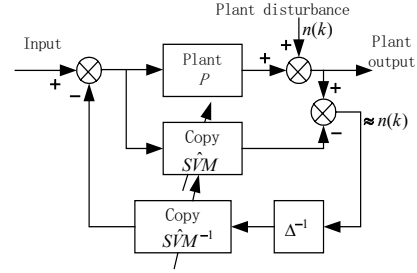 Plant disturbance
Input
n(k)
Plant
output
Plant
P
+
+
+
−
+
−
≈ n(k)
Copy
SV̂M
Copy
SV̂M⁻¹
Δ⁻¹